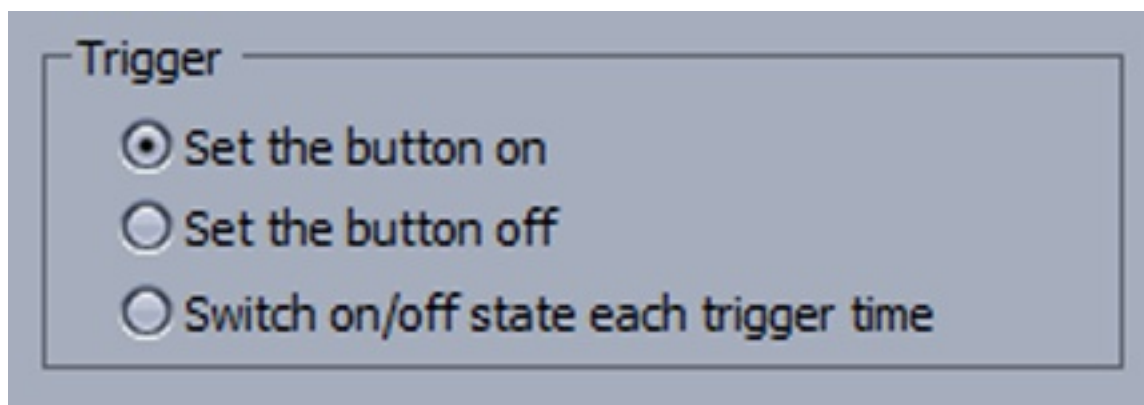 Trigger
Set the button on
Set the button off
Switch on/off state each trigger time